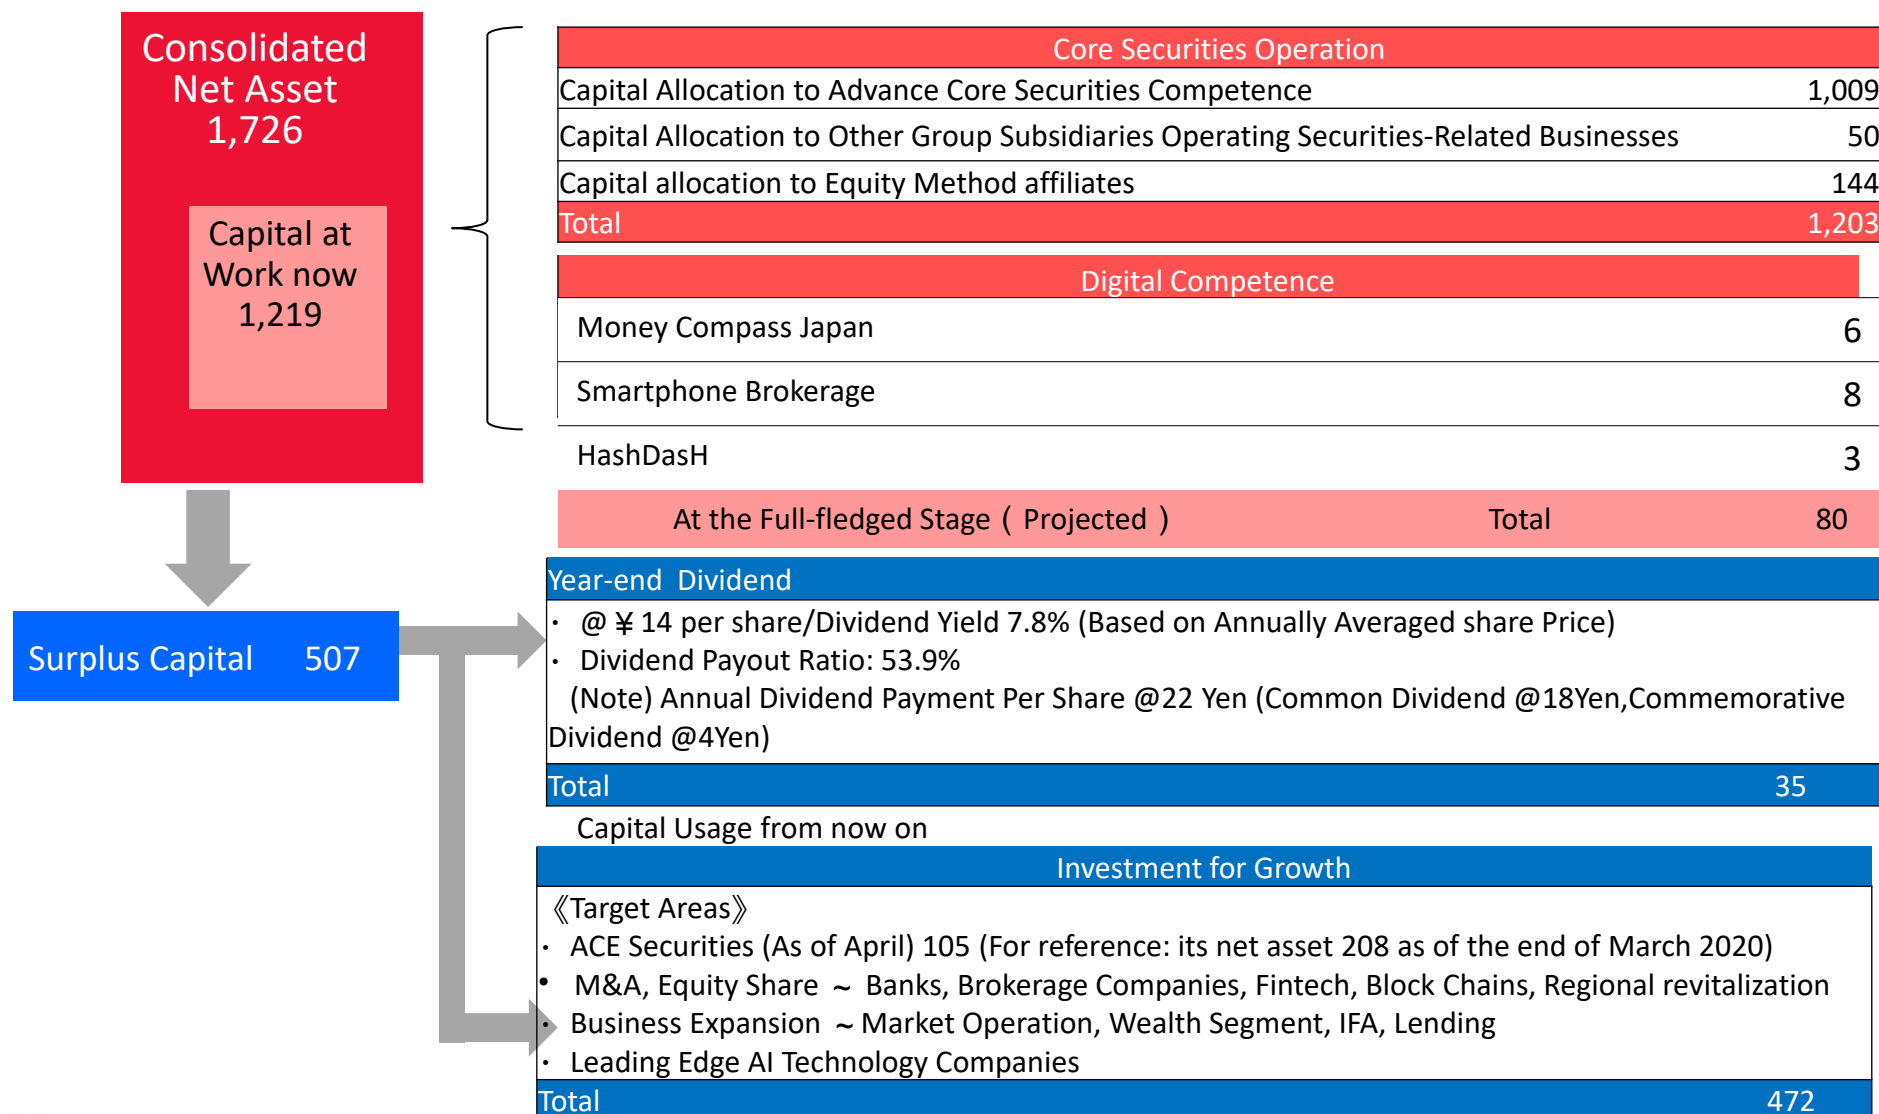 Consolidated
Net Asset
1,726
Capital at
Work now
1,219
Core Securities Operation
Capital Allocation to Advance Core Securities Competence 1,009
Capital Allocation to Other Group Subsidiaries Operating Securities-Related Businesses 50
Capital allocation to Equity Method affiliates 144
Total 1,203
Digital Competence
Money Compass Japan 6
Smartphone Brokerage 8
HashDasH 3
At the Full-fledged Stage ( Projected ) Total 80
Surplus Capital 507
Year-end Dividend
・ @ ¥ 14 per share/Dividend Yield 7.8% (Based on Annually Averaged share Price)
・ Dividend Payout Ratio: 53.9%
(Note) Annual Dividend Payment Per Share @22 Yen (Common Dividend @18Yen,Commemorative
Dividend @4Yen)
Total 35
Capital Usage from now on
Investment for Growth
《Target Areas》
・ ACE Securities (As of April) 105 (For reference: its net asset 208 as of the end of March 2020)
• M&A, Equity Share ~ Banks, Brokerage Companies, Fintech, Block Chains, Regional revitalization
・ Business Expansion ~ Market Operation, Wealth Segment, IFA, Lending
・ Leading Edge AI Technology Companies
Total 472